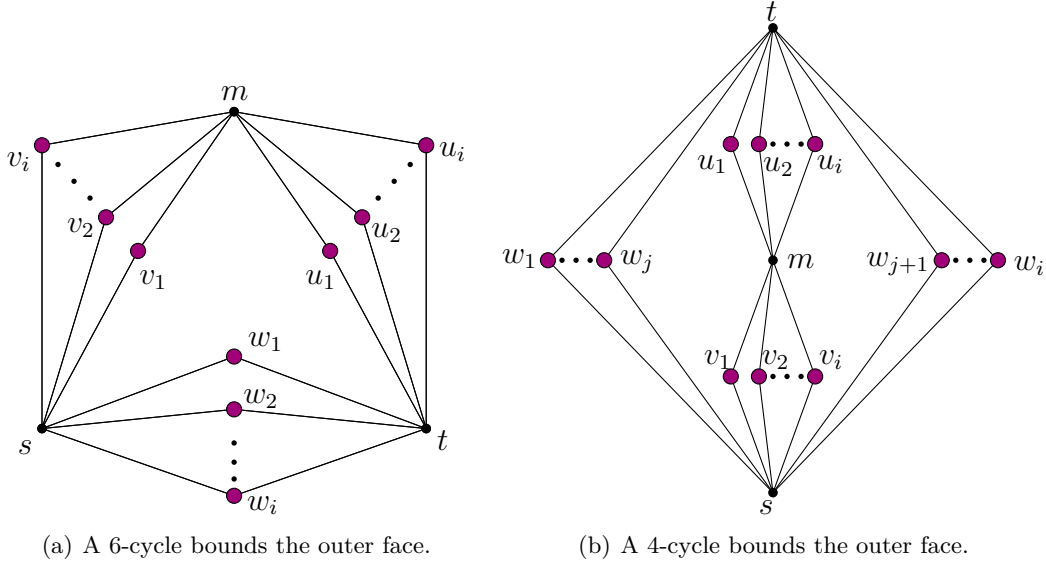 m
v_i
u_i
v_2
u_2
v_1
u_1
w_1
w_2
s
t
w_i
(a) A 6-cycle bounds the outer face.
t
u_1 u_2 u_i
w_1 w_j m w_{j+1} w_i
v_1 v_2 v_i
s
(b) A 4-cycle bounds the outer face.